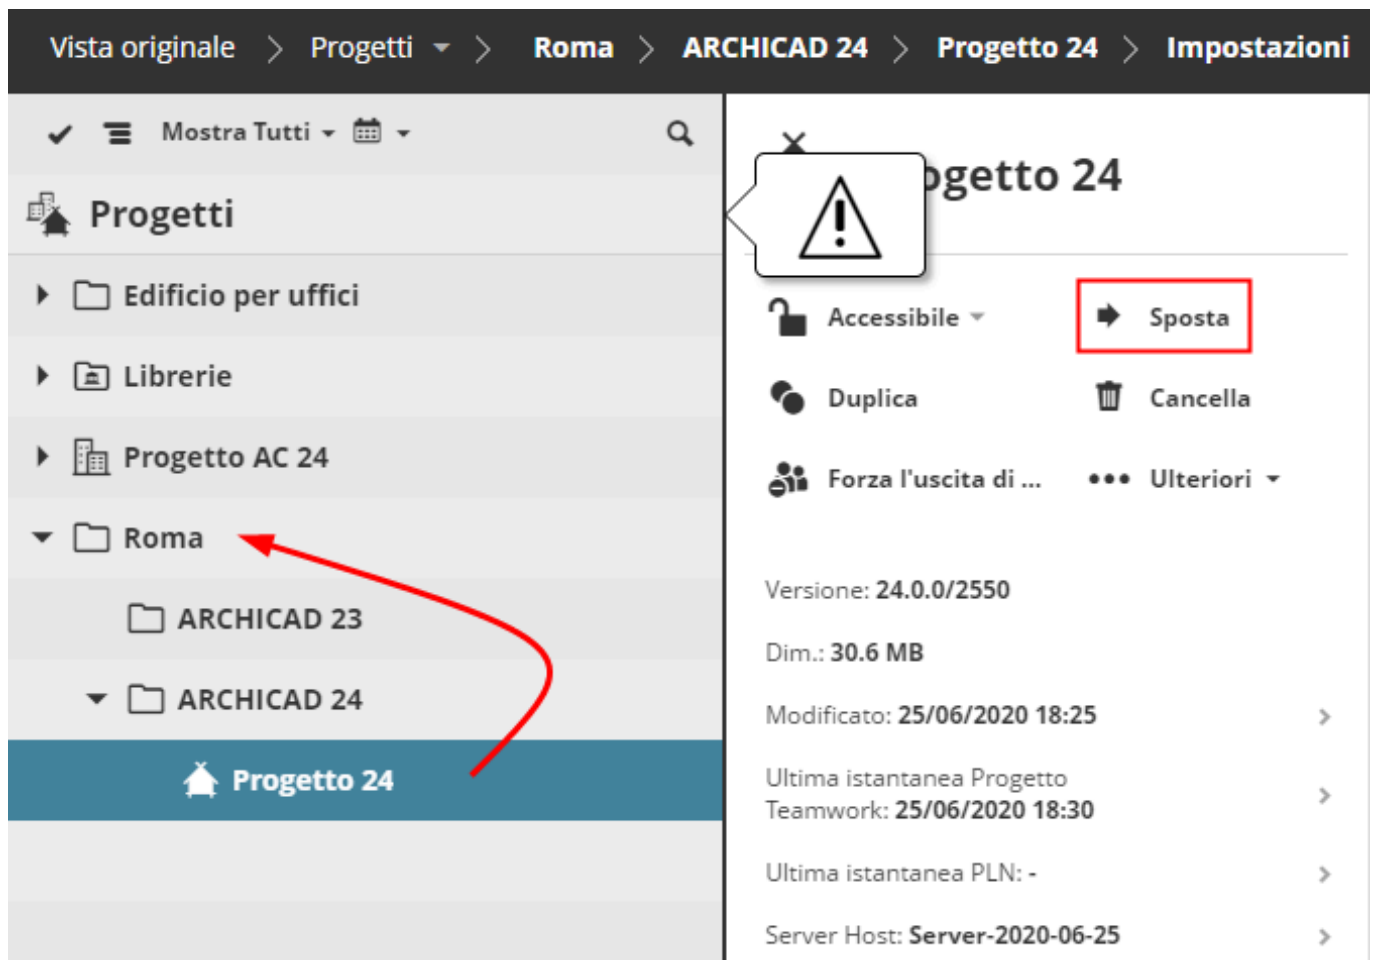 Vista originale > Progetti > Roma > ARCHICAD 24 > Progetto 24 > Impostazioni
Mostra Tutti
Progetti
Edificio per uffici
Librerie
Progetto AC 24
Roma
ARCHICAD 23
ARCHICAD 24
Progetto 24
ogetto 24
Accessibile
Sposta
Duplica
Cancella
Forza l'uscita di ...
Ulteriori
Versione: 24.0.0/2550
Dim.: 30.6 MB
Modificato: 25/06/2020 18:25
Ultima istantanea Progetto
Teamwork: 25/06/2020 18:30
Ultima istantanea PLN: -
Server Host: Server-2020-06-25